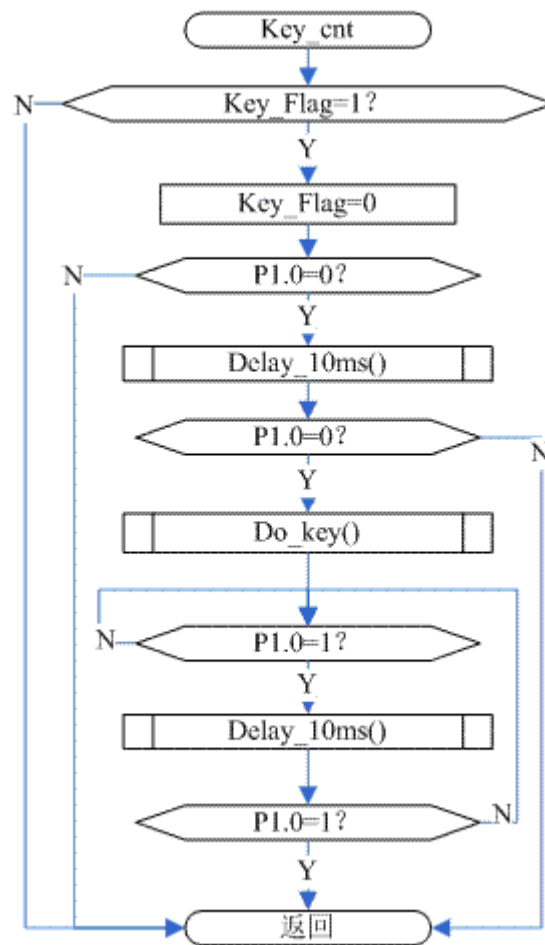 Key_cnt
N
Key_Flag=1?
Y
Key_Flag=0
N
P1.0=0?
Y
Delay_10ms()
P1.0=0?
N
Y
Do_key()
N
P1.0=1?
Y
Delay_10ms()
P1.0=1?
N
Y
返回